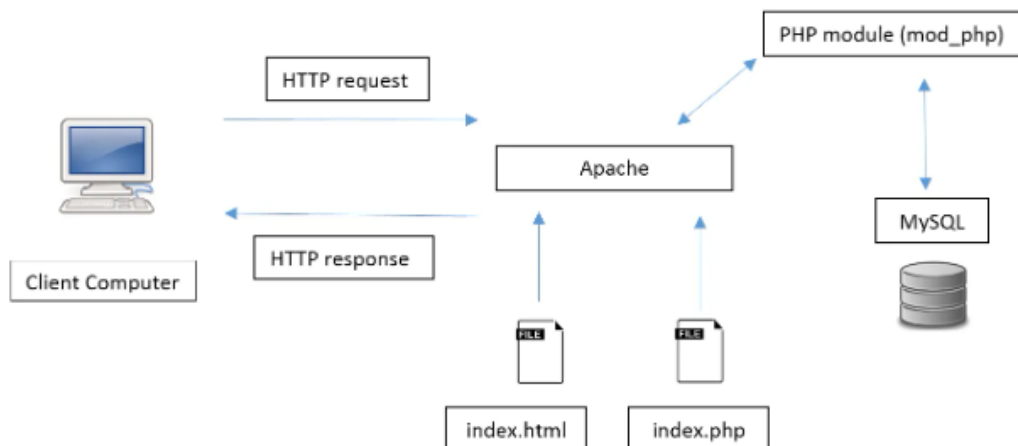 PHP module (mod_php)
HTTP request
Apache
MySQL
HTTP response
Client Computer
FILE
FILE
index.html
index.php